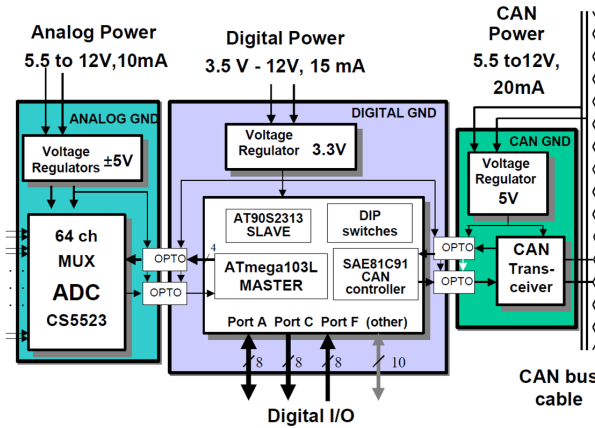 Analog Power
5.5 to 12V,10mA
Digital Power
3.5 V - 12V, 15 mA
CAN
Power
5.5 to12V,
20mA
ANALOG GND
DIGITAL GND
CAN GND
Voltage
Regulators ±5V
Voltage
Regulator 3.3V
Voltage
Regulator
5V
64 ch
MUX
ADC
CS5523
OPTO
OPTO
4
AT90S2313
SLAVE
DIP
switches
ATmega103L
MASTER
SAE81C91
CAN
controller
Port A Port C Port F (other)
OPTO
OPTO
CAN
Trans-
ceiver
8
8
8
10
Digital I/O
CAN bus
cable